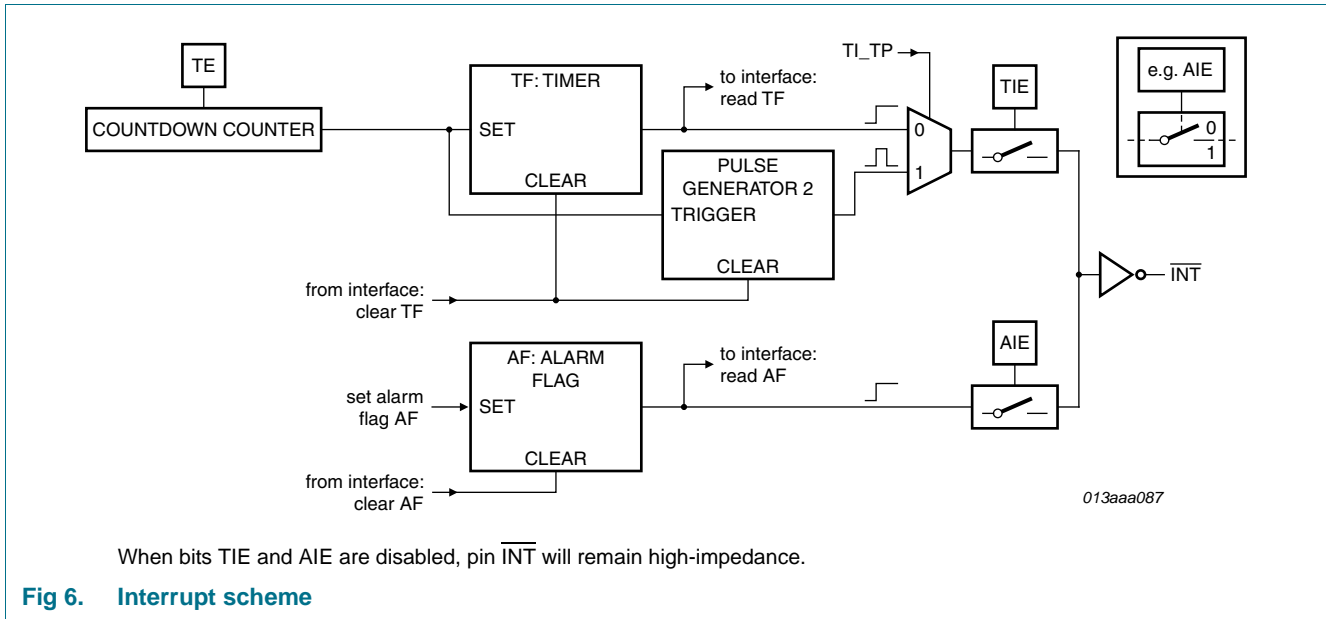 TE
COUNTDOWN COUNTER
TF: TIMER
SET
CLEAR
to interface:
read TF
TI_TP
0
1
TIE
e.g. AIE
0
1
PULSE
GENERATOR 2
TRIGGER
CLEAR
from interface:
clear TF
INT
AF: ALARM
FLAG
SET
CLEAR
set alarm
flag AF
to interface:
read AF
AIE
from interface:
clear AF
013aaa087
When bits TIE and AIE are disabled, pin INT will remain high-impedance.
Fig 6. Interrupt scheme